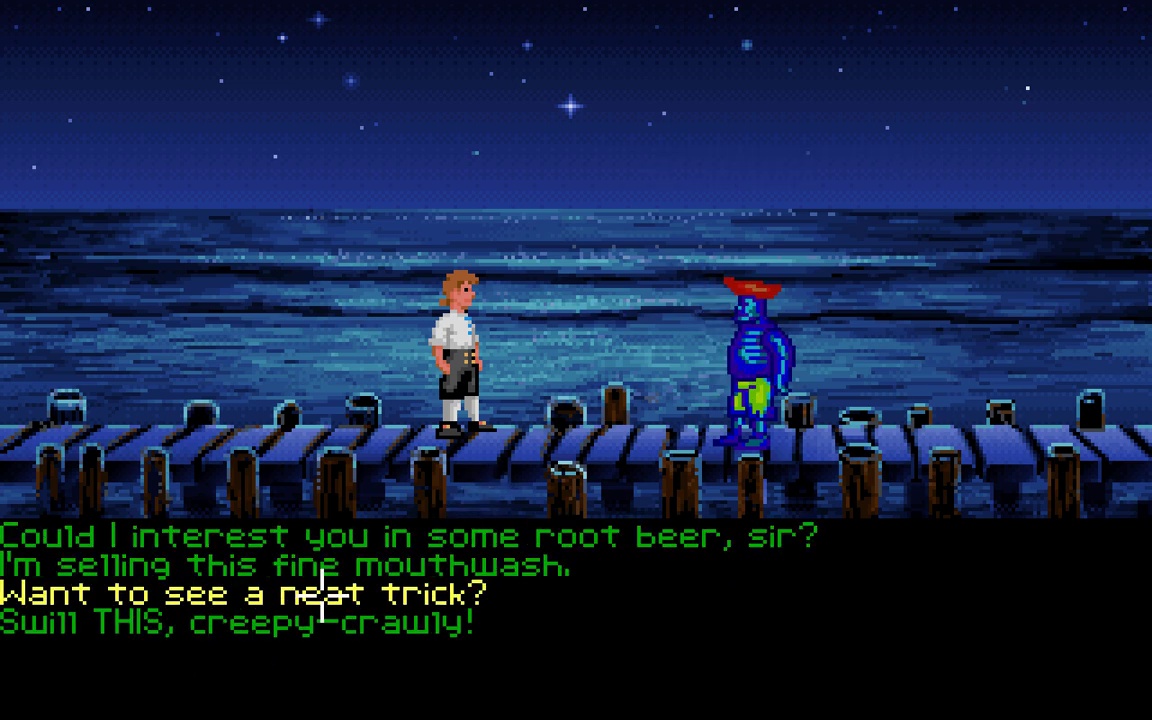 Could I interest you in some root beer, sir?
I'm selling this fine mouthwash.
Want to see a neat trick?
Swill THIS, creepy-crawly!